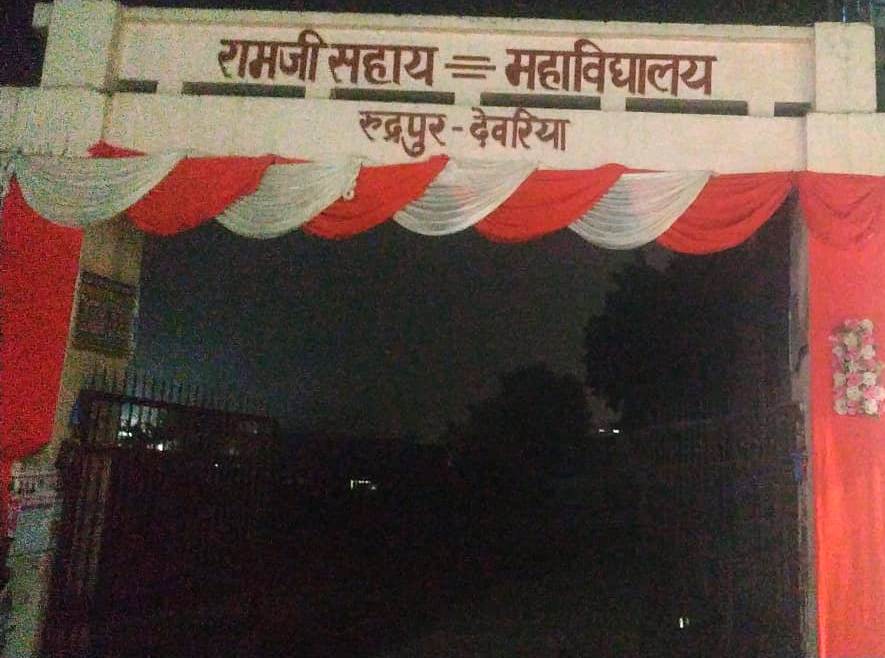 रामजी सहाय = महाविद्यालय
रुद्रपुर - देवरिया